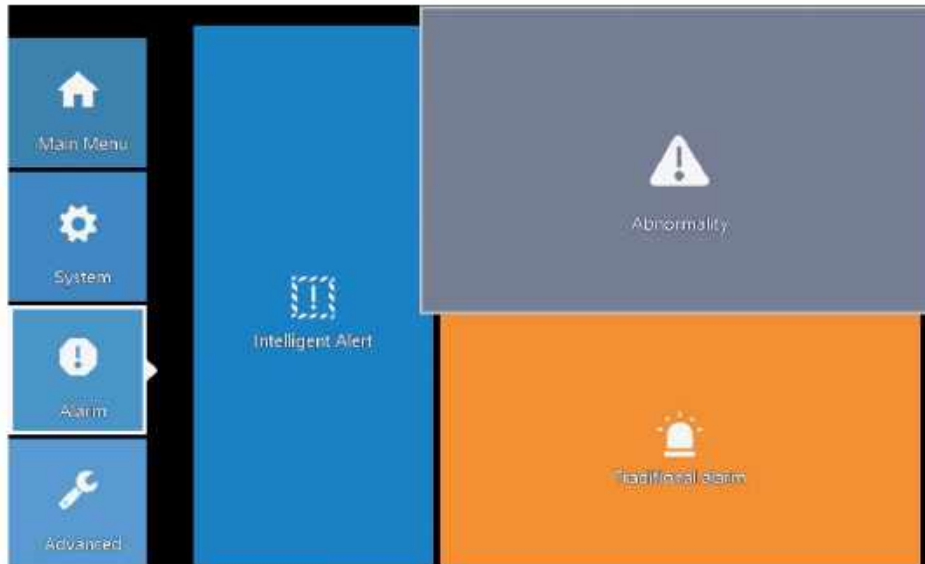 Main Menu
System
Alarm
Advanced
Intelligent Alert
Abnormality
Traditional alarm